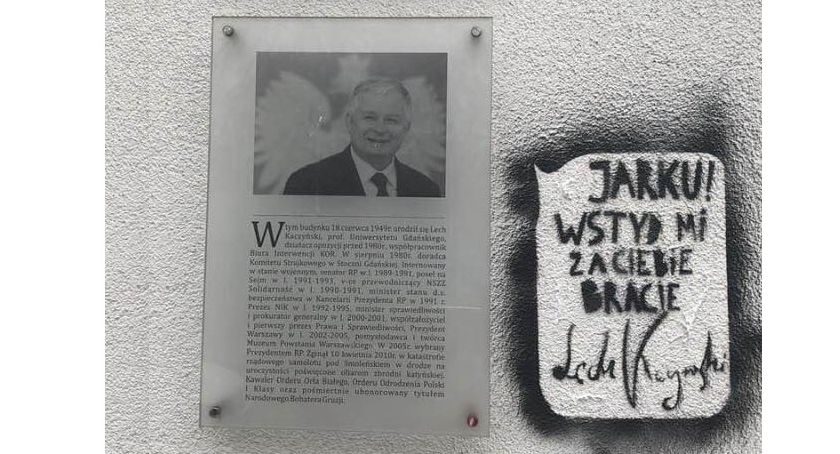 W tym budynku 18 czerwca 1949r. urodził się Lech
Kaczyński, prof. Uniwersytetu Gdańskiego,
działacz opozycji przed 1980r., współpracownik
Biura Interwencji KOR. W sierpniu 1980r. doradca
Komitetu Strajkowego w Stoczni Gdańskiej. Internowany
w stanie wojennym, senator RP w l. 1989-1991, poseł na
Sejm w l. 1991-1993, v-ce przewodniczący NSZZ
Solidarność w l. 1990-1991, minister stanu d.s.
bezpieczeństwa w Kancelarii Prezydenta RP w 1991 r.
Prezes NIK w l. 1992-1995, minister sprawiedliwości
i prokurator generalny w l. 2000-2001, współzałożyciel
i pierwszy prezes Prawa i Sprawiedliwości, Prezydent
Warszawy w l. 2002-2005, pomysłodawca i twórca
Muzeum Powstania Warszawskiego. W 2005r. wybrany
Prezydentem RP. Zginął 10 kwietnia 2010r. w katastrofie
rządowego samolotu pod Smoleńskiem w drodze na
uroczystości poświęcone ofiarom zbrodni katyńskiej.
Kawaler Orderu Orła Białego, Orderu Odrodzenia Polski
I Klasy oraz pośmiertnie uhonorowany tytułem
Narodowego Bohatera Gruzji.
JARKU!
WSTYD MI
ZA CIEBIE
BRACIE
Lech Kaczyński